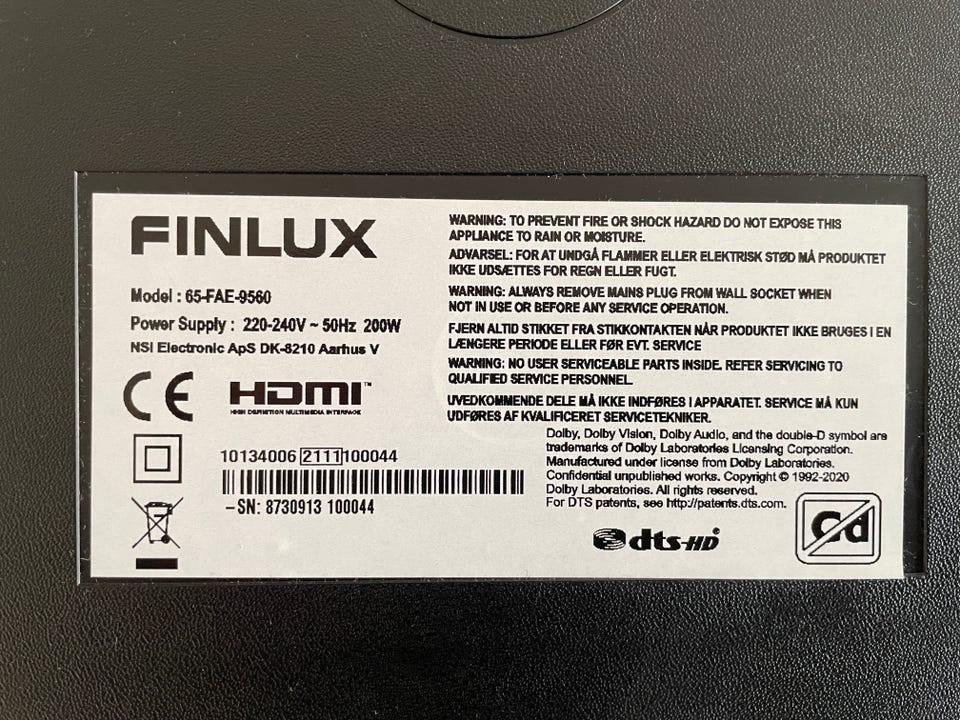 FINLUX
Model : 65-FAE-9560
Power Supply : 220-240V ~ 50Hz 200W
NSI Electronic ApS DK-8210 Aarhus V
CE HDMI™
HIGH DEFINITION MULTIMEDIA INTERFACE
10134006 2111 100044
-SN: 8730913 100044
WARNING: TO PREVENT FIRE OR SHOCK HAZARD DO NOT EXPOSE THIS
APPLIANCE TO RAIN OR MOISTURE.
ADVARSEL: FOR AT UNDGÅ FLAMMER ELLER ELEKTRISK STØD MÅ PRODUKTET
IKKE UDSÆTTES FOR REGN ELLER FUGT.
WARNING: ALWAYS REMOVE MAINS PLUG FROM WALL SOCKET WHEN
NOT IN USE OR BEFORE ANY SERVICE OPERATION.
FJERN ALTID STIKKET FRA STIKKONTAKTEN NÅR PRODUKTET IKKE BRUGES I EN
LÆNGERE PERIODE ELLER FØR EVT. SERVICE
WARNING: NO USER SERVICEABLE PARTS INSIDE. REFER SERVICING TO
QUALIFIED SERVICE PERSONNEL.
UVEDKOMMENDE DELE MÅ IKKE INDFØRES I APPARATET. SERVICE MÅ KUN
UDFØRES AF KVALIFICERET SERVICETEKNIKER.
Dolby, Dolby Vision, Dolby Audio, and the double-D symbol are
trademarks of Dolby Laboratories Licensing Corporation.
Manufactured under license from Dolby Laboratories.
Confidential unpublished works. Copyright © 1992-2020
Dolby Laboratories. All rights reserved.
For DTS patents, see http://patents.dts.com.
dts-HD®
Cd